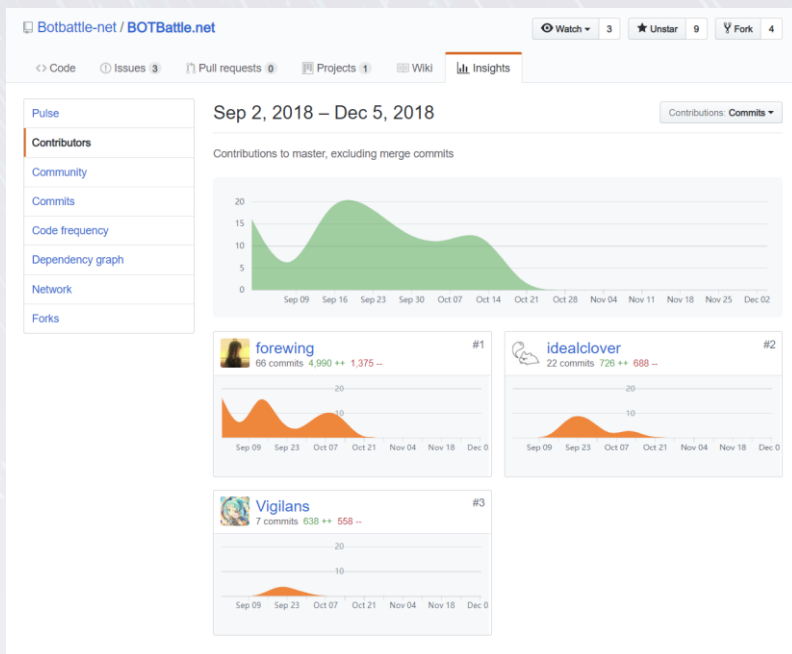 Botbattle-net / BOTBattle.net
Watch 3 Unstar 9 Fork 4
Code Issues 3 Pull requests 0 Projects 1 Wiki Insights
Pulse
Contributors
Community
Commits
Code frequency
Dependency graph
Network
Forks
Sep 2, 2018 – Dec 5, 2018
Contributions: Commits
Contributions to master, excluding merge commits
20
15
10
5
0
Sep 09 Sep 16 Sep 23 Sep 30 Oct 07 Oct 14 Oct 21 Oct 28 Nov 04 Nov 11 Nov 18 Nov 25 Dec 02
forewing #1
66 commits 4,990 ++ 1,375 --
20
10
Sep 09 Sep 23 Oct 07 Oct 21 Nov 04 Nov 18 Dec 0
idealclover #2
22 commits 726 ++ 688 --
20
10
Sep 09 Sep 23 Oct 07 Oct 21 Nov 04 Nov 18 Dec 0
Vigilans #3
7 commits 638 ++ 558 --
20
10
Sep 09 Sep 23 Oct 07 Oct 21 Nov 04 Nov 18 Dec 0